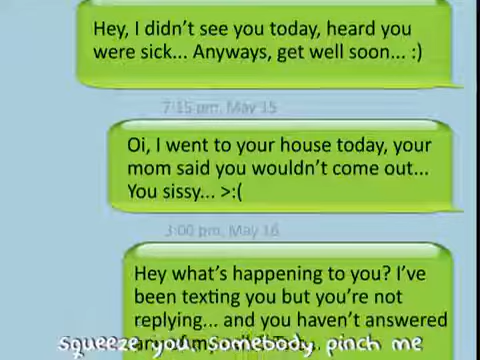 Hey, I didn't see you today, heard you
were sick... Anyways, get well soon... :)
7:15 pm, May 15
Oi, I went to your house today, your
mom said you wouldn't come out...
You sissy... >:(
3:00 pm, May 16
Hey what's happening to you? I've
been texting you but you're not
replying... and you haven't answered
squeeze you, somebody pinch me